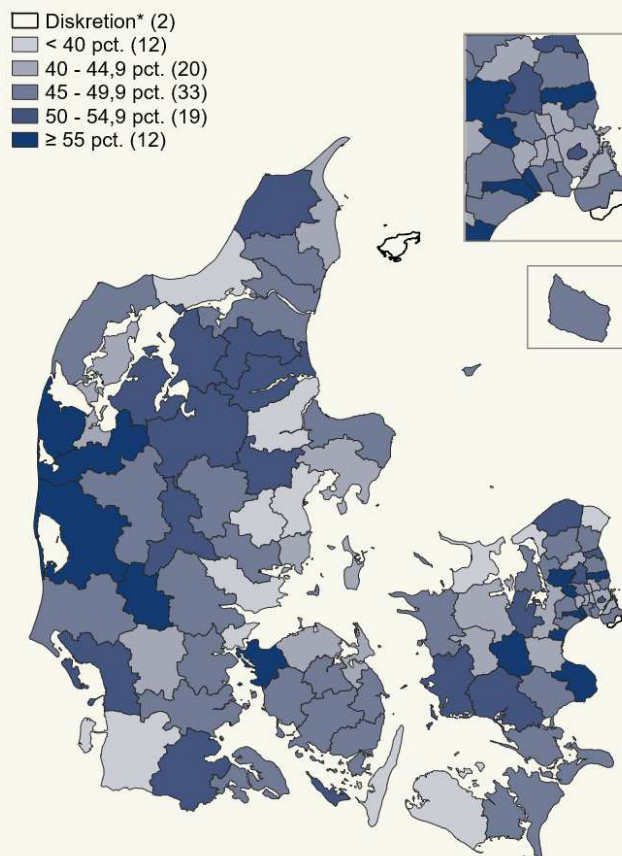 Diskretion* (2)
< 40 pct. (12)
40 - 44,9 pct. (20)
45 - 49,9 pct. (33)
50 - 54,9 pct. (19)
≥ 55 pct. (12)